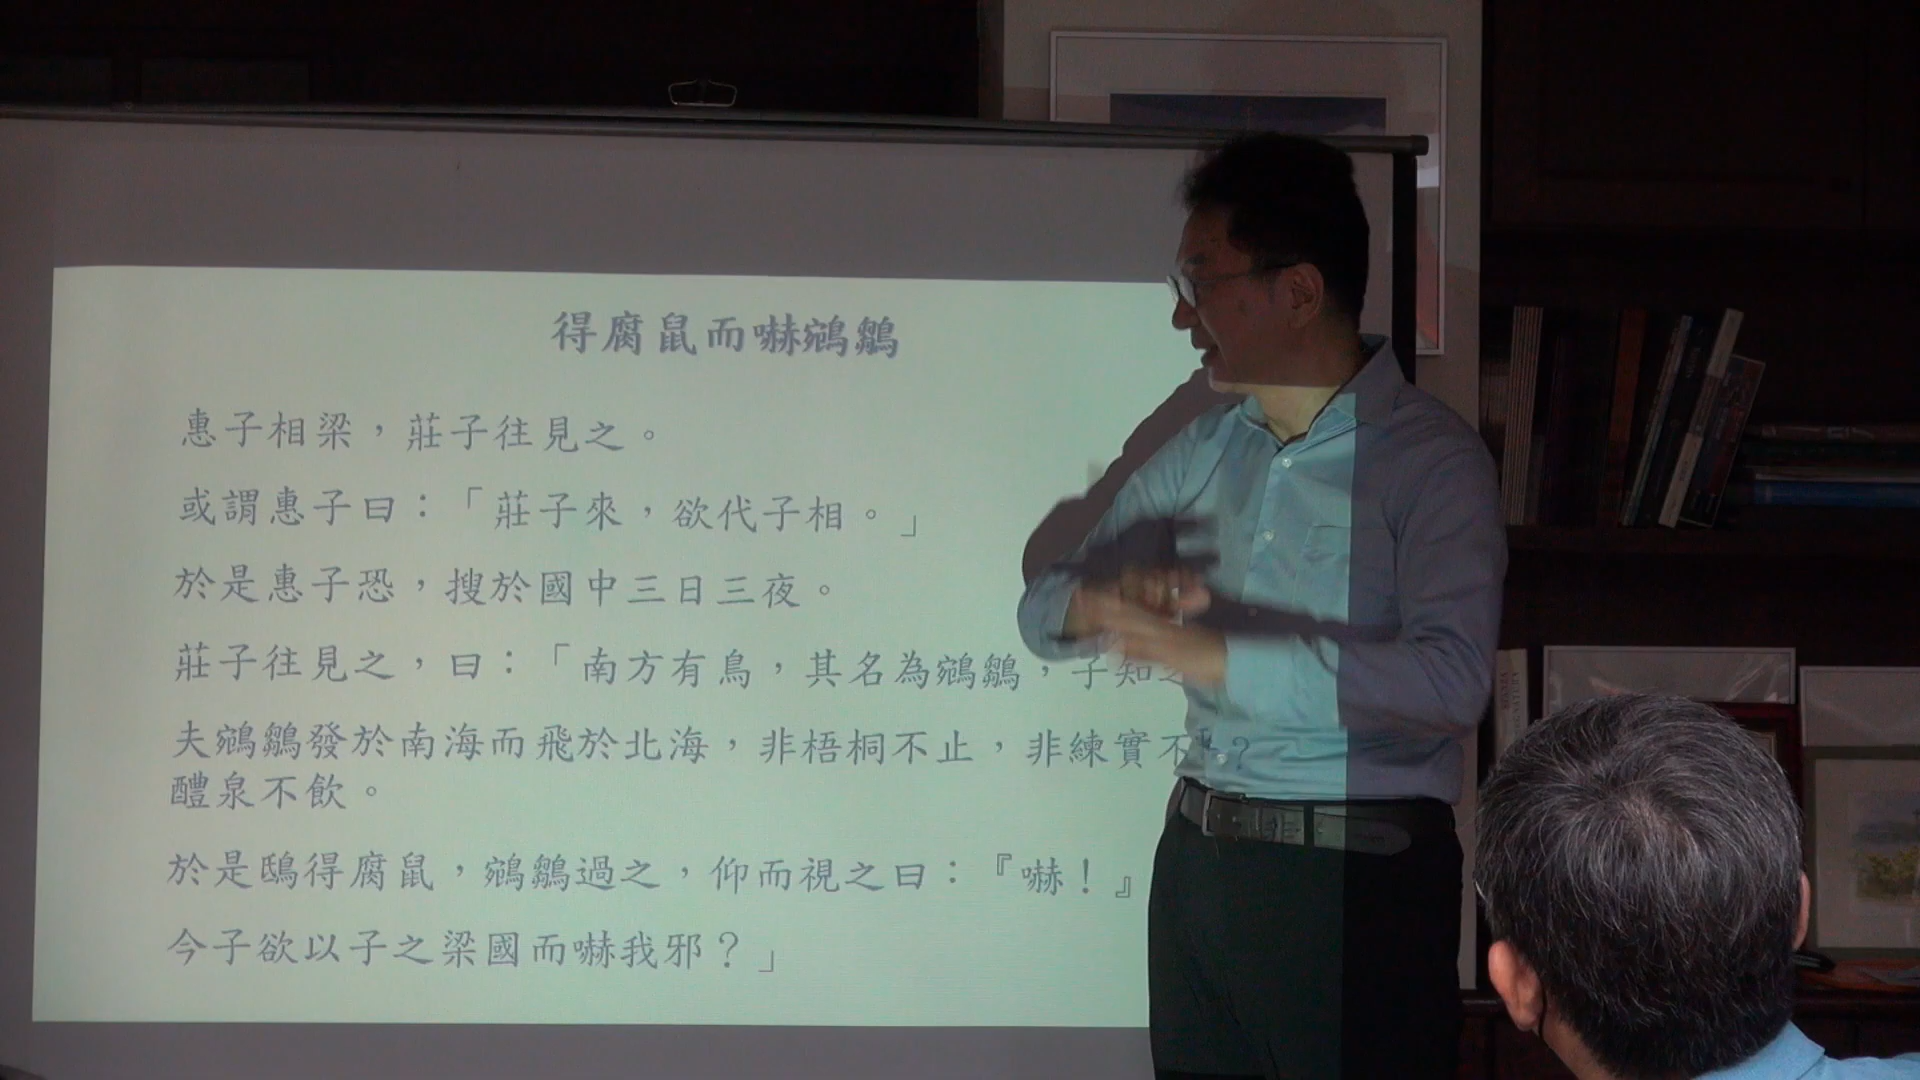 得腐鼠而嚇鵷鶵
惠子相梁，莊子往見之。
或謂惠子曰：「莊子來，欲代子相。」
於是惠子恐，搜於國中三日三夜。
莊子往見之，曰：「南方有鳥，其名為鵷鶵，子知
夫鵷鶵發於南海而飛於北海，非梧桐不止，非練實不
醴泉不飲。
於是鴟得腐鼠，鵷鶵過之，仰而視之曰：『嚇！』
今子欲以子之梁國而嚇我邪？」